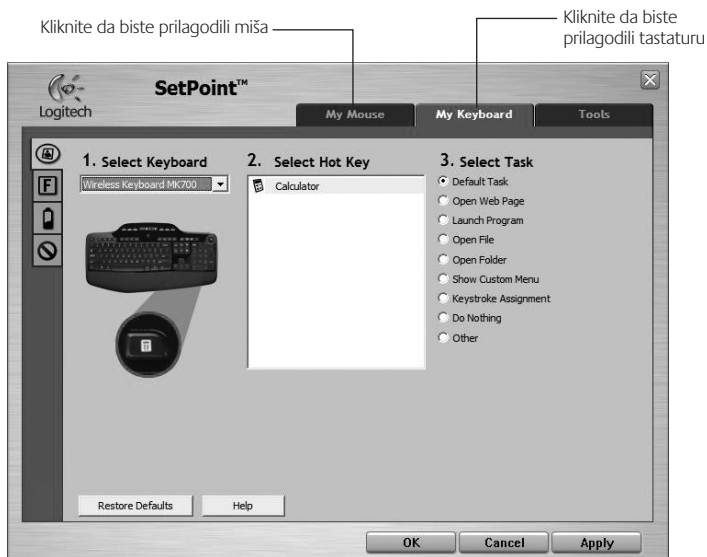 Kliknite da biste prilagodili miša
Kliknite da biste
prilagodili tastaturu
Logitech
SetPoint™
My Mouse
My Keyboard
Tools
1. Select Keyboard
Wireless Keyboard MK700
2. Select Hot Key
Calculator
3. Select Task
Default Task
Open Web Page
Launch Program
Open File
Open Folder
Show Custom Menu
Keystroke Assignment
Do Nothing
Other
F
Restore Defaults
Help
OK
Cancel
Apply